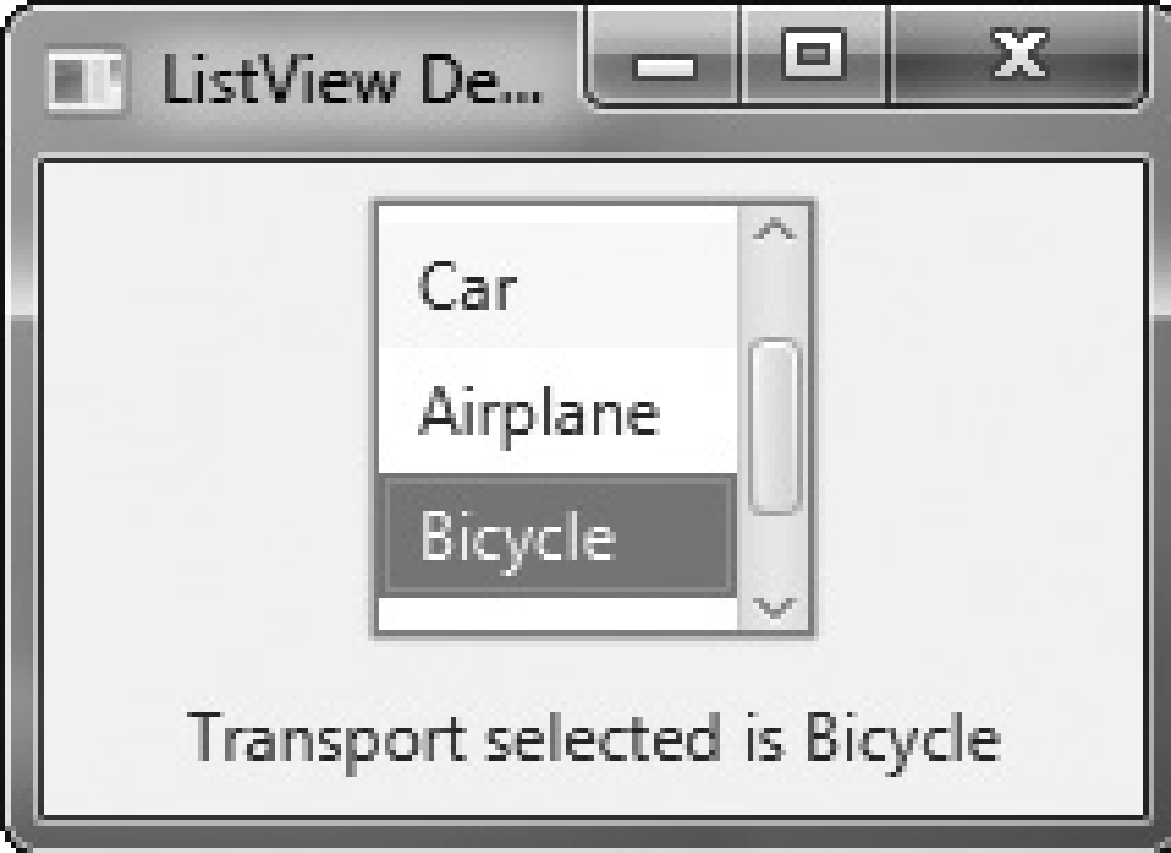 ListView De...
Car
Airplane
Bicycle
Transport selected is Bicycle